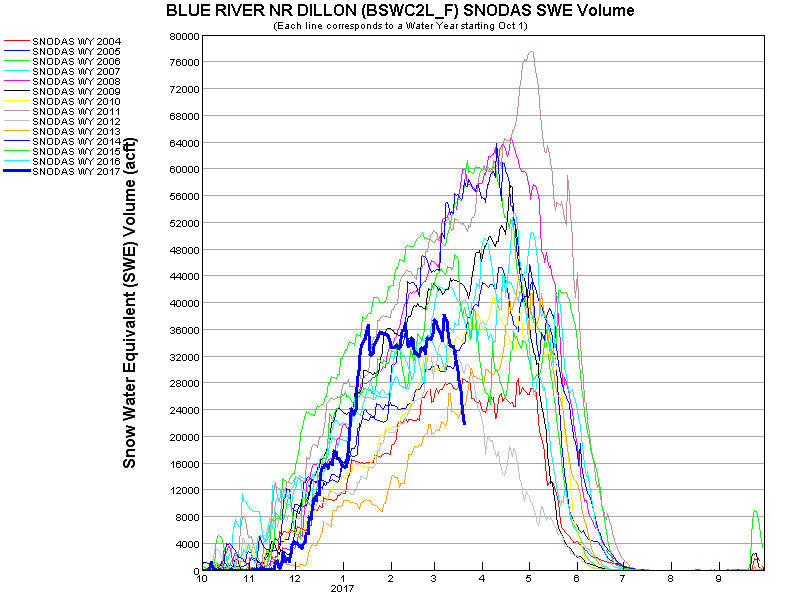 BLUE RIVER NR DILLON (BSWC2L_F) SNODAS SWE Volume
(Each line corresponds to a Water Year starting Oct 1)
SNODAS WY 2004
SNODAS WY 2005
SNODAS WY 2006
SNODAS WY 2007
SNODAS WY 2008
SNODAS WY 2009
SNODAS WY 2010
SNODAS WY 2011
SNODAS WY 2012
SNODAS WY 2013
SNODAS WY 2014
SNODAS WY 2015
SNODAS WY 2016
SNODAS WY 2017
Snow Water Equivalent (SWE) Volume (acft)
80000
76000
72000
68000
64000
60000
56000
52000
48000
44000
40000
36000
32000
28000
24000
20000
16000
12000
8000
4000
0
10 11 12 1 2 3 4 5 6 7 8 9
2017